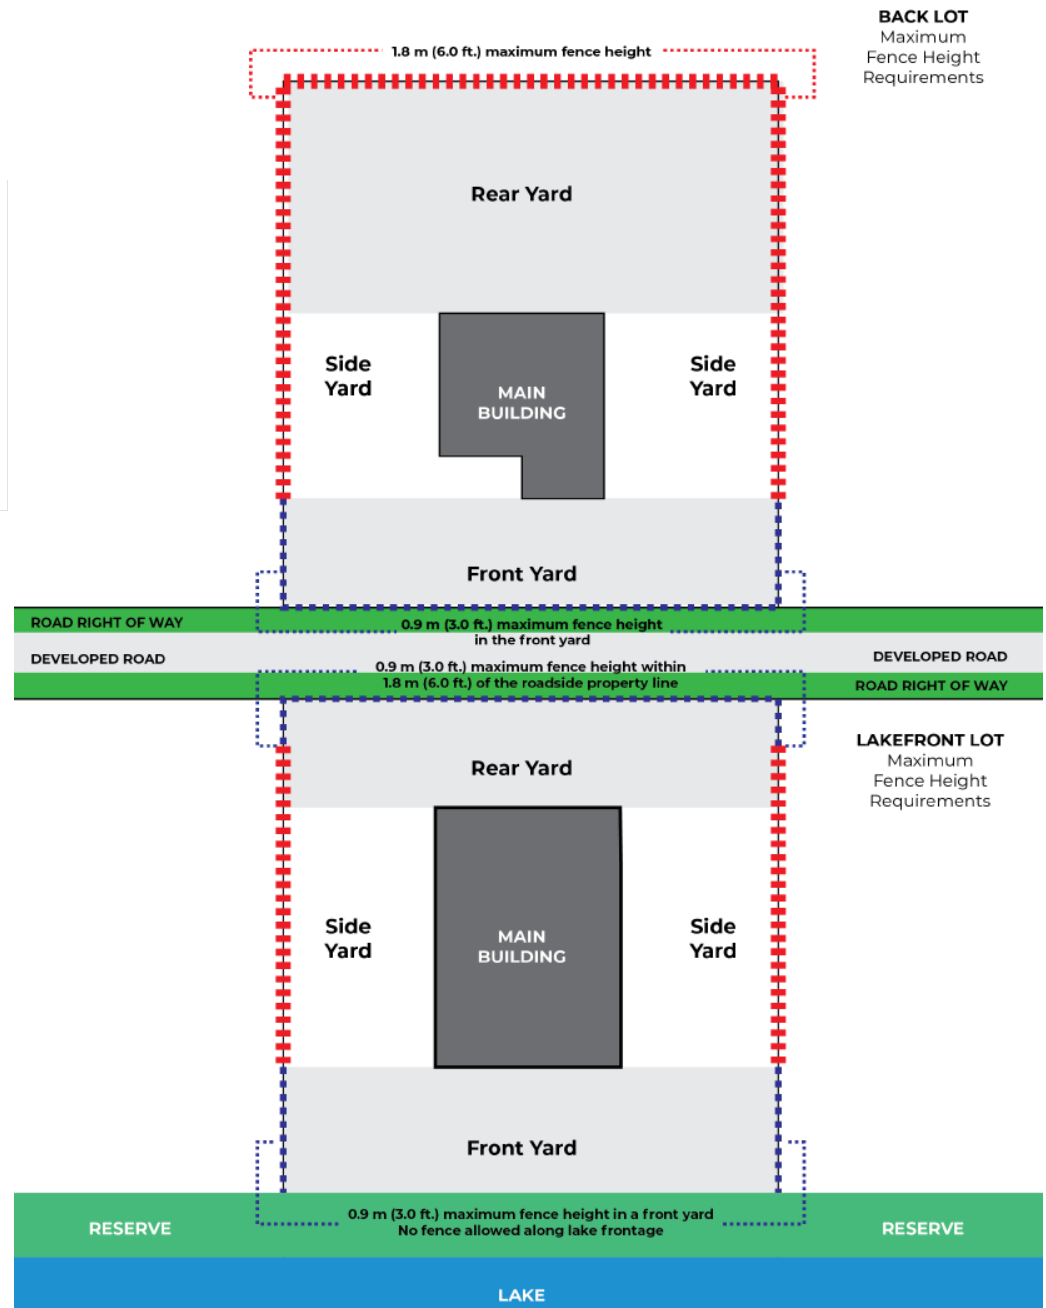 BACK LOT
Maximum
Fence Height
Requirements
1.8 m (6.0 ft.) maximum fence height
Rear Yard
Side
Yard
MAIN
BUILDING
Side
Yard
Front Yard
ROAD RIGHT OF WAY
0.9 m (3.0 ft.) maximum fence height
in the front yard
DEVELOPED ROAD
DEVELOPED ROAD
0.9 m (3.0 ft.) maximum fence height within
1.8 m (6.0 ft.) of the roadside property line
ROAD RIGHT OF WAY
LAKEFRONT LOT
Maximum
Fence Height
Requirements
Rear Yard
Side
Yard
MAIN
BUILDING
Side
Yard
Front Yard
RESERVE
0.9 m (3.0 ft.) maximum fence height in a front yard
No fence allowed along lake frontage
RESERVE
LAKE